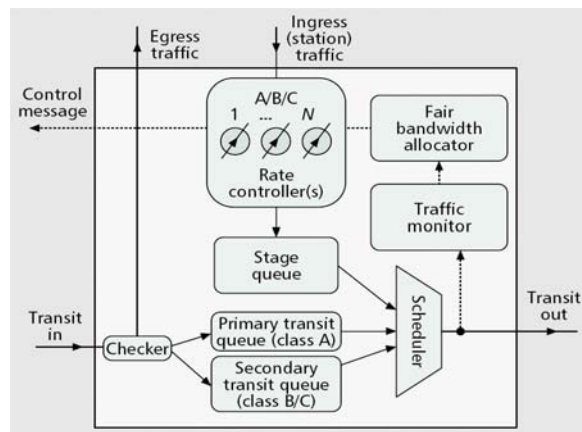 Egress
traffic
Ingress
(station)
traffic
Control
message
A/B/C
1 ... N
Rate
controller(s)
Fair
bandwidth
allocator
Traffic
monitor
Stage
queue
Scheduler
Transit
in
Checker
Primary transit
queue (class A)
Secondary
transit queue
(class B/C)
Transit
out